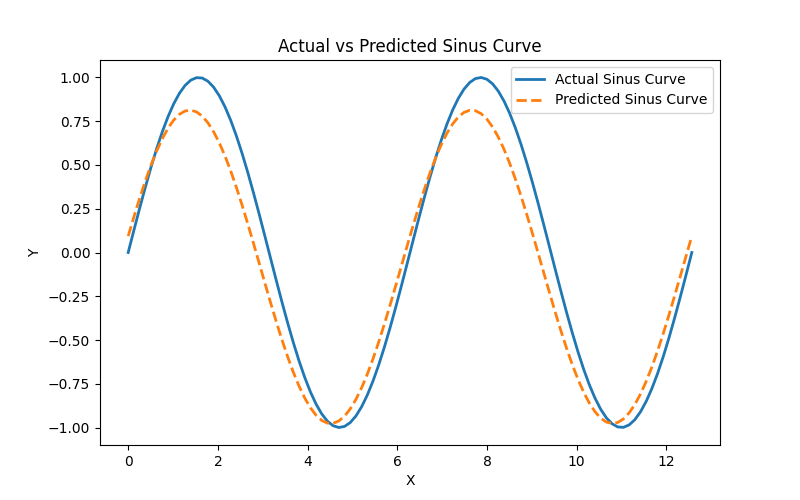 Actual vs Predicted Sinus Curve
Actual Sinus Curve
Predicted Sinus Curve
Y
1.00
0.75
0.50
0.25
0.00
−0.25
−0.50
−0.75
−1.00
0 2 4 6 8 10 12
X